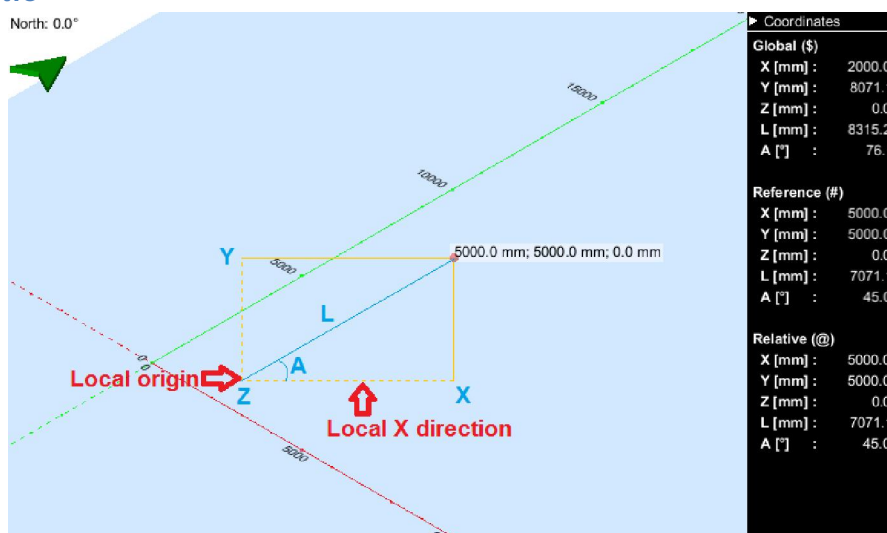 North: 0.0°
Coordinates
Global ($)
X [mm] : 2000.0
Y [mm] : 8071.
Z [mm] : 0.0
L [mm] : 8315.2
A [°] : 76.
Reference (#)
X [mm] : 5000.0
Y [mm] : 5000.0
Z [mm] : 0.0
L [mm] : 7071.
A [°] : 45.0
Relative (@)
X [mm] : 5000.0
Y [mm] : 5000.0
Z [mm] : 0.0
L [mm] : 7071.
A [°] : 45.0
15000
10000
5000.0 mm; 5000.0 mm; 0.0 mm
Y
5000
L
A
Local origin
Z
X
Local X direction
5000